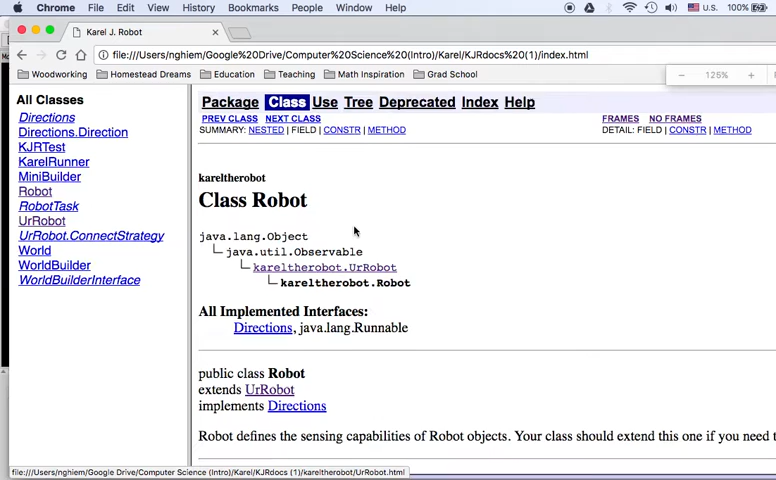 Chrome File Edit View History Bookmarks People Window Help U.S. 100%
Karel J. Robot
file:///Users/nghiem/Google%20Drive/Computer%20Science%20(Intro)/Karel/KJRdocs%20(1)/index.html
Woodworking Homestead Dreams Education Teaching Math Inspiration Grad School
− 125% +
All Classes
Directions
Directions.Direction
KJRTest
KarelRunner
MiniBuilder
Robot
RobotTask
UrRobot
UrRobot.ConnectStrategy
World
WorldBuilder
WorldBuilderInterface
Package Class Use Tree Deprecated Index Help
PREV CLASS NEXT CLASS FRAMES NO FRAMES
SUMMARY: NESTED | FIELD | CONSTR | METHOD DETAIL: FIELD | CONSTR | METHOD
kareltherobot
Class Robot
java.lang.Object
java.util.Observable
kareltherobot.UrRobot
kareltherobot.Robot
All Implemented Interfaces:
Directions, java.lang.Runnable
public class Robot
extends UrRobot
implements Directions
Robot defines the sensing capabilities of Robot objects. Your class should extend this one if you need t
file:///Users/nghiem/Google Drive/Computer Science (Intro)/Karel/KJRdocs (1)/kareltherobot/UrRobot.html